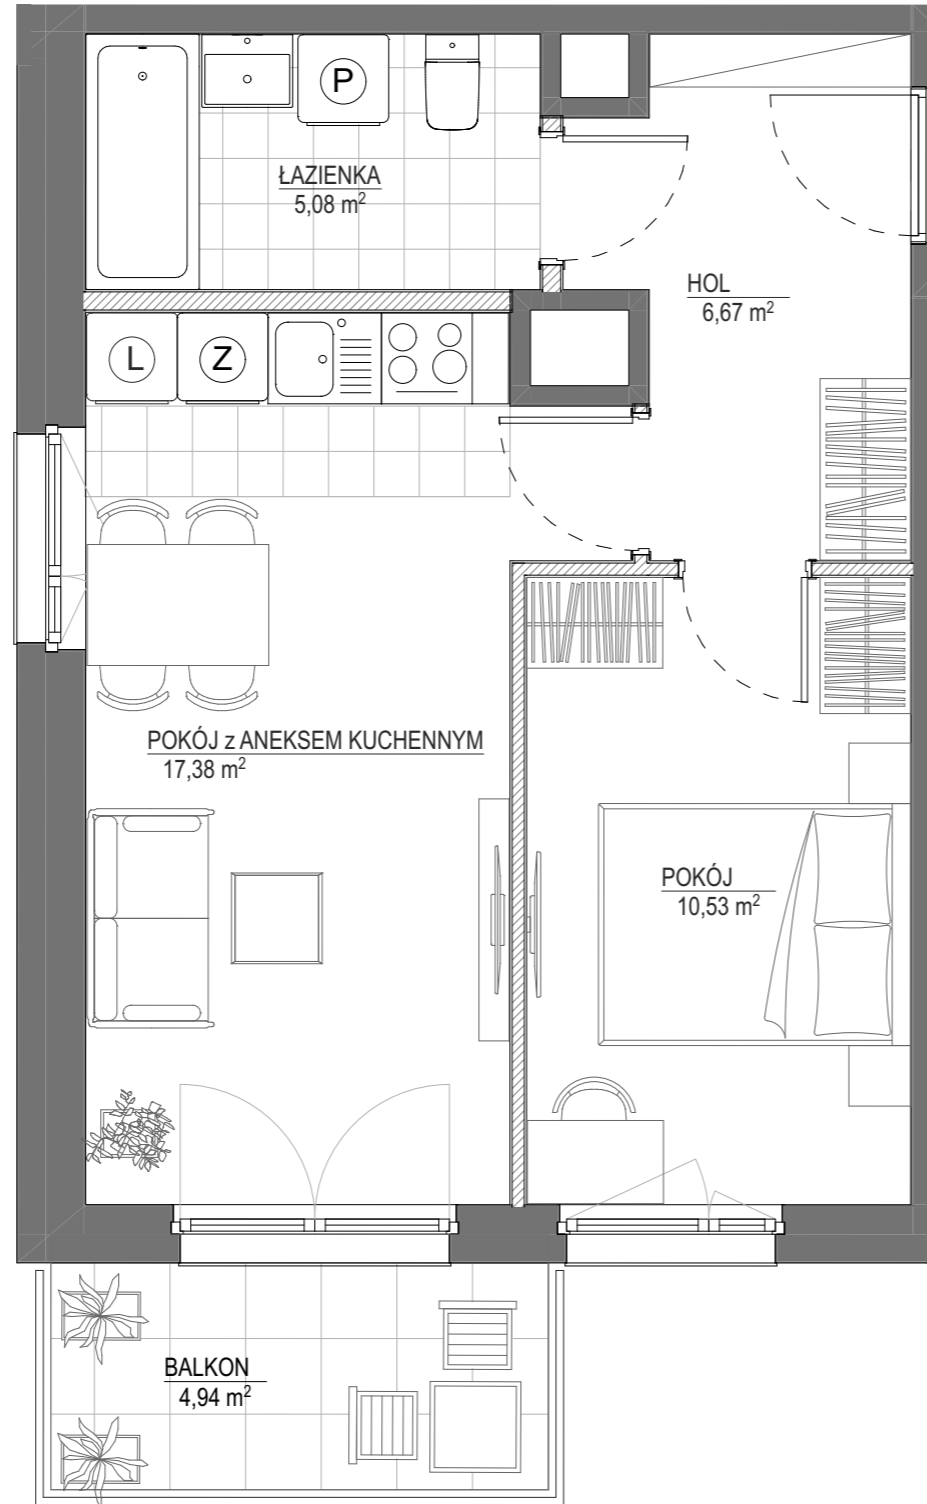 P
ŁAZIENKA
5,08 m²
HOL
6,67 m²
L
Z
POKÓJ z ANEKSEM KUCHENNYM
17,38 m²
POKÓJ
10,53 m²
BALKON
4,94 m²